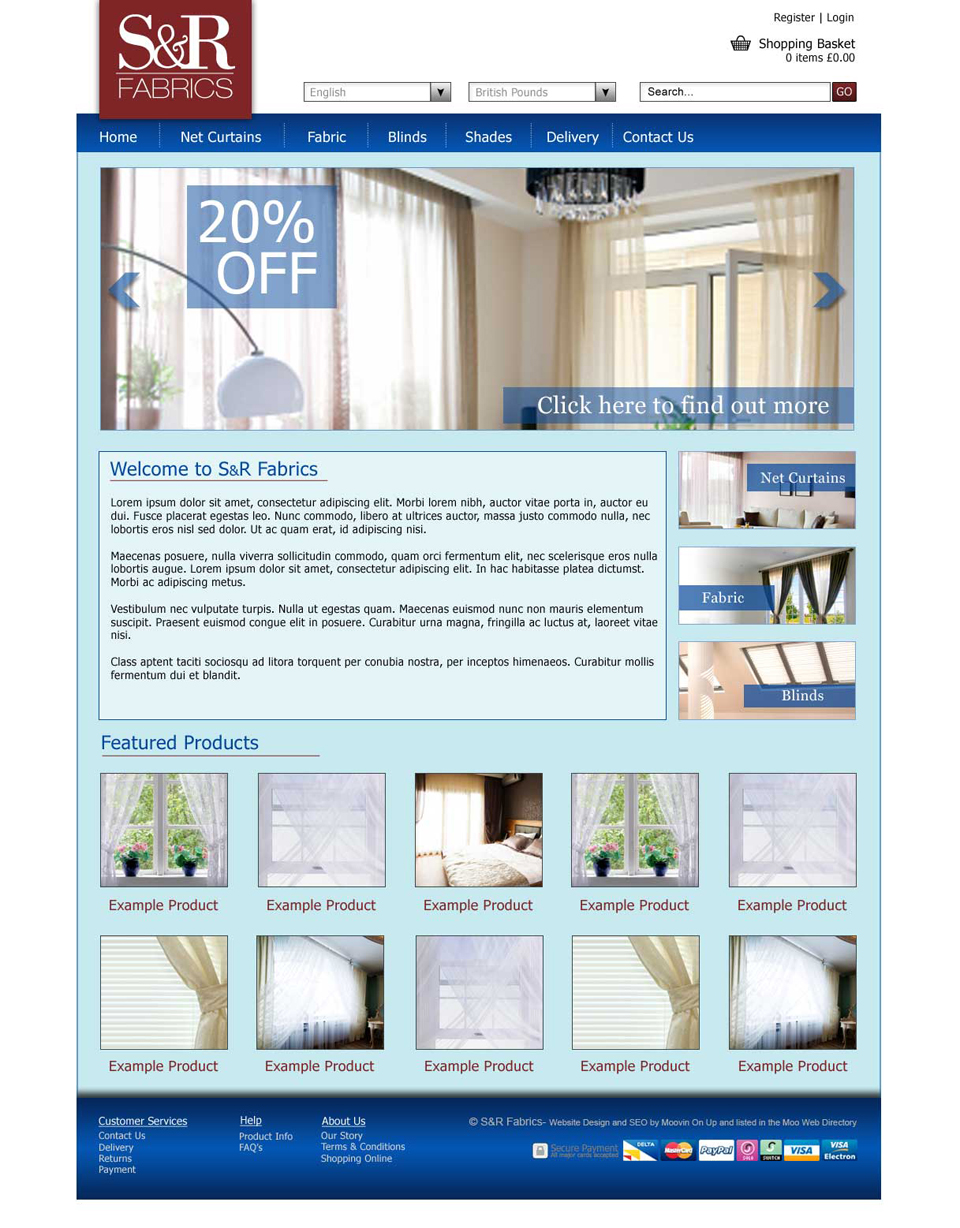 S&R
FABRICS
Register | Login
Shopping Basket
0 items £0.00
English
British Pounds
Search...
GO
Home
Net Curtains
Fabric
Blinds
Shades
Delivery
Contact Us
20%
OFF
Click here to find out more
Welcome to S&R Fabrics
Lorem ipsum dolor sit amet, consectetur adipiscing elit. Morbi lorem nibh, auctor vitae porta in, auctor eu
dui. Fusce placerat egestas leo. Nunc commodo, libero at ultrices auctor, massa justo commodo nulla, nec
lobortis eros nisl sed dolor. Ut ac quam erat, id adipiscing nisi.
Maecenas posuere, nulla viverra sollicitudin commodo, quam orci fermentum elit, nec scelerisque eros nulla
lobortis augue. Lorem ipsum dolor sit amet, consectetur adipiscing elit. In hac habitasse platea dictumst.
Morbi ac adipiscing metus.
Vestibulum nec vulputate turpis. Nulla ut egestas quam. Maecenas euismod nunc non mauris elementum
suscipit. Praesent euismod congue elit in posuere. Curabitur urna magna, fringilla ac luctus at, laoreet vitae
nisi.
Class aptent taciti sociosqu ad litora torquent per conubia nostra, per inceptos himenaeos. Curabitur mollis
fermentum dui et blandit.
Net Curtains
Fabric
Blinds
Featured Products
Example Product
Example Product
Example Product
Example Product
Example Product
Example Product
Example Product
Example Product
Example Product
Example Product
Customer Services
Contact Us
Delivery
Returns
Payment
Help
Product Info
FAQ's
About Us
Our Story
Terms & Conditions
Shopping Online
© S&R Fabrics- Website Design and SEO by Moovin On Up and listed in the Moo Web Directory
Secure Payment
All major cards accepted
DELTA
MasterCard
PayPal
SOLO
SWITCH
VISA
VISA
Electron